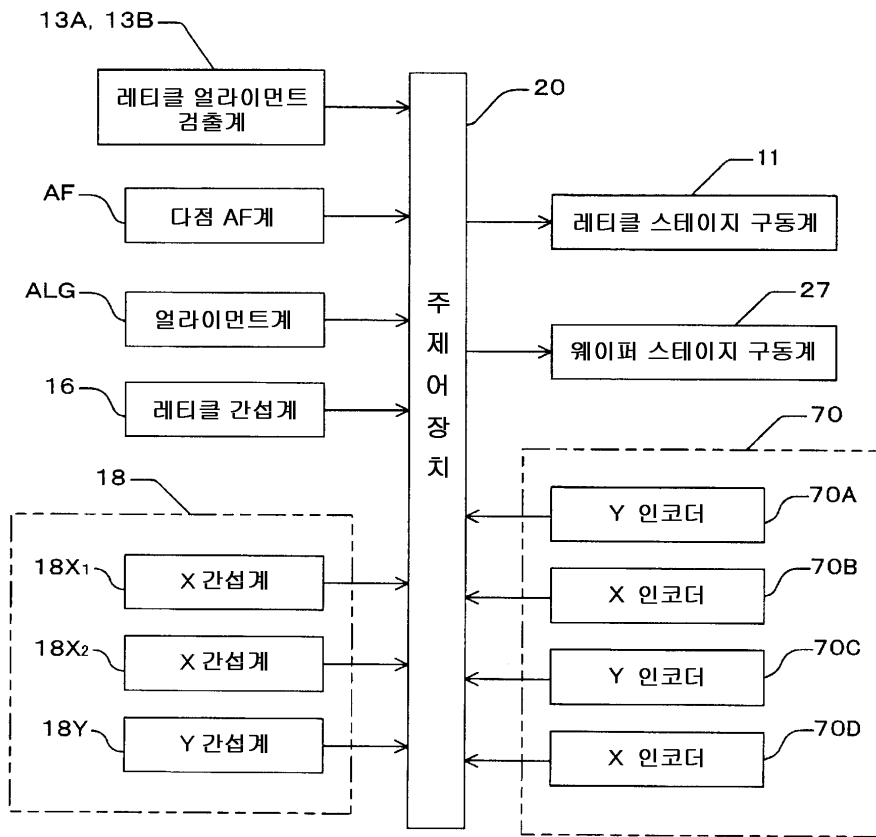 13A, 13B
레티클 얼라이먼트
검출계
AF
다점 AF계
ALG
얼라이먼트계
16
레티클 간섭계
18
18X1
X 간섭계
18X2
X 간섭계
18Y
Y 간섭계
20
주
제
어
장
치
11
레티클 스테이지 구동계
27
웨이퍼 스테이지 구동계
70
Y 인코더
70A
X 인코더
70B
Y 인코더
70C
X 인코더
70D